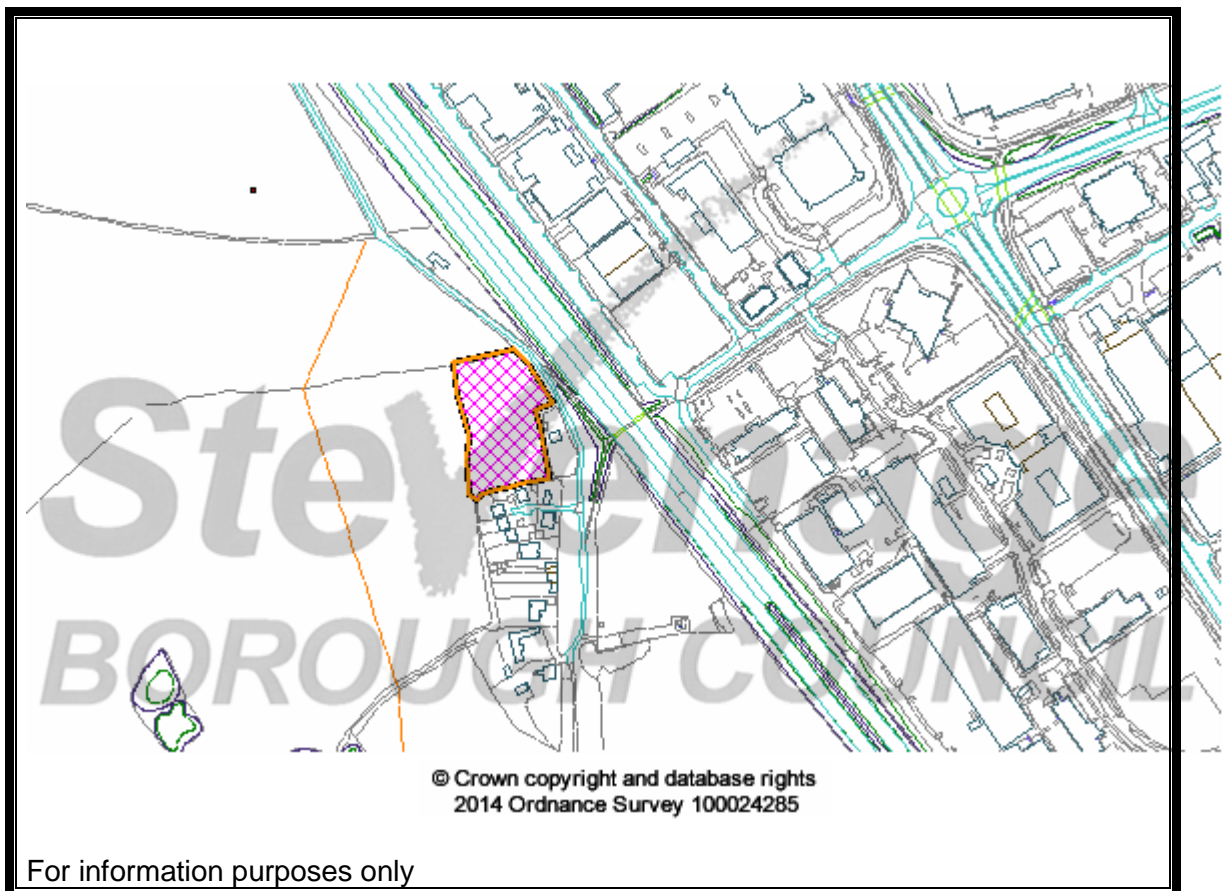 Stevenage
BOROUGH COUNCIL
© Crown copyright and database rights
2014 Ordnance Survey 100024285
For information purposes only